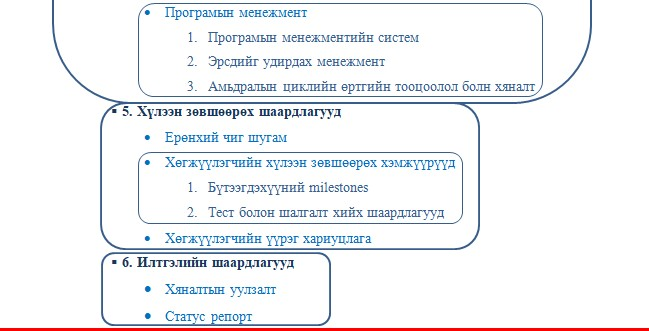 • Програмын менежмент
1. Програмын менежментийн систем
2. Эрсдийг удирдах менежмент
3. Амьдралын циклийн өртгийн тооцоолол болн хяналт
▪ 5. Хүлээн зөвшөөрөх шаардлагууд
• Ерөнхий чиг шугам
• Хөгжүүлэгчийн хүлээн зөвшөөрөх хэмжүүрүүд
1. Бүтээгдэхүүний milestones
2. Тест болон шалгалт хийх шаардлагууд
• Хөгжүүлэгчийн үүрэг хариуцлага
▪ 6. Илтгэлийн шаардлагууд
• Хяналтын уулзалт
• Статус репорт